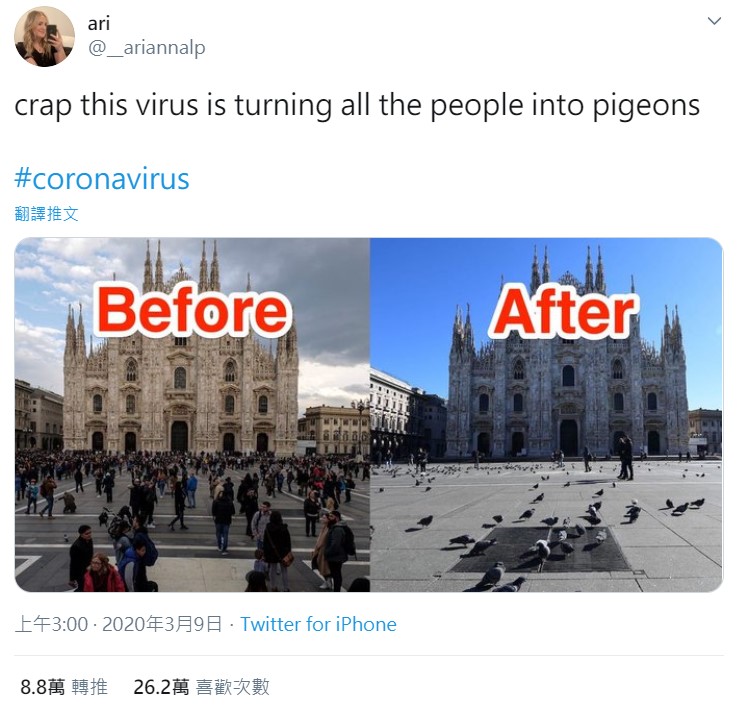 ari
@__ariannalp
crap this virus is turning all the people into pigeons
#coronavirus
翻譯推文
Before
After
上午3:00 · 2020年3月9日 · Twitter for iPhone
8.8萬 轉推 26.2萬 喜歡次數